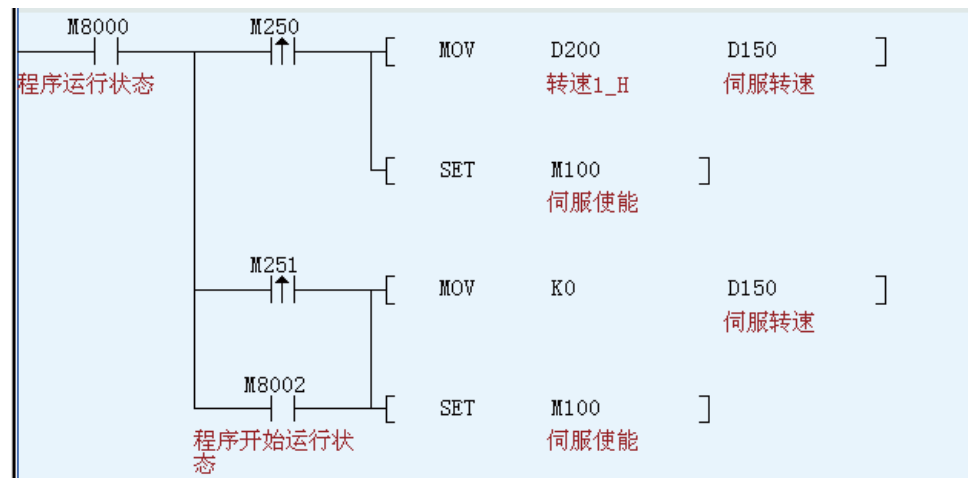 M8000 M250
MOV D200 D150
程序运行状态 转速1_H 伺服转速
SET M100
伺服使能
M251
MOV K0 D150
伺服转速
M8002
SET M100
程序开始运行状 伺服使能
态